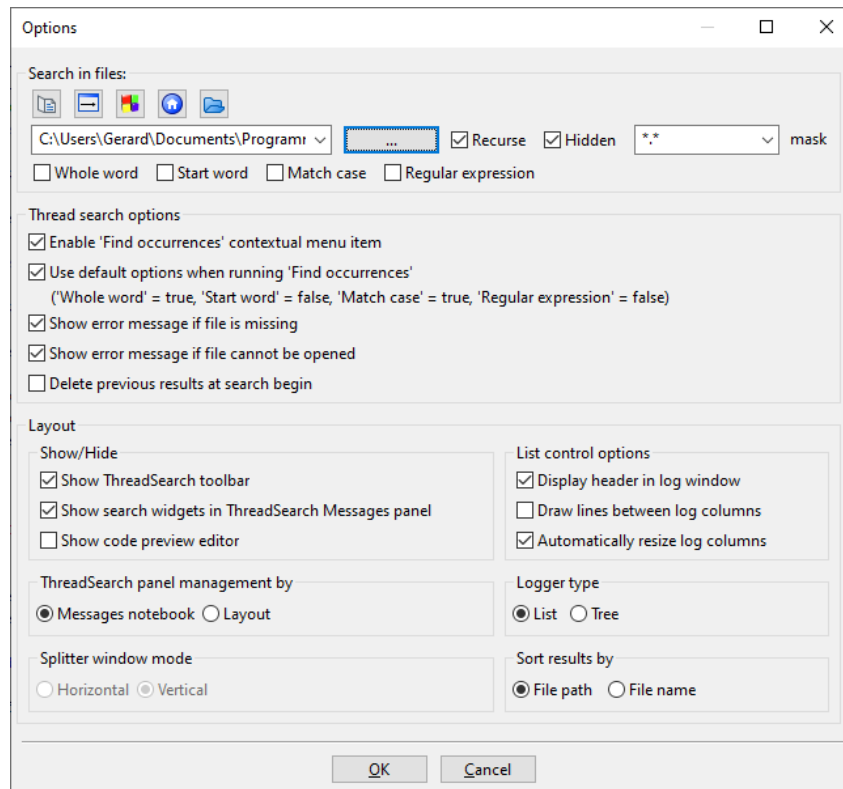 Options
Search in files:
C:\Users\Gerard\Documents\Programr ... Recurse Hidden *.* mask
Whole word Start word Match case Regular expression
Thread search options
Enable 'Find occurrences' contextual menu item
Use default options when running 'Find occurrences'
('Whole word' = true, 'Start word' = false, 'Match case' = true, 'Regular expression' = false)
Show error message if file is missing
Show error message if file cannot be opened
Delete previous results at search begin
Layout
Show/Hide
Show ThreadSearch toolbar
Show search widgets in ThreadSearch Messages panel
Show code preview editor
List control options
Display header in log window
Draw lines between log columns
Automatically resize log columns
ThreadSearch panel management by
Messages notebook Layout
Logger type
List Tree
Splitter window mode
Horizontal Vertical
Sort results by
File path File name
OK Cancel